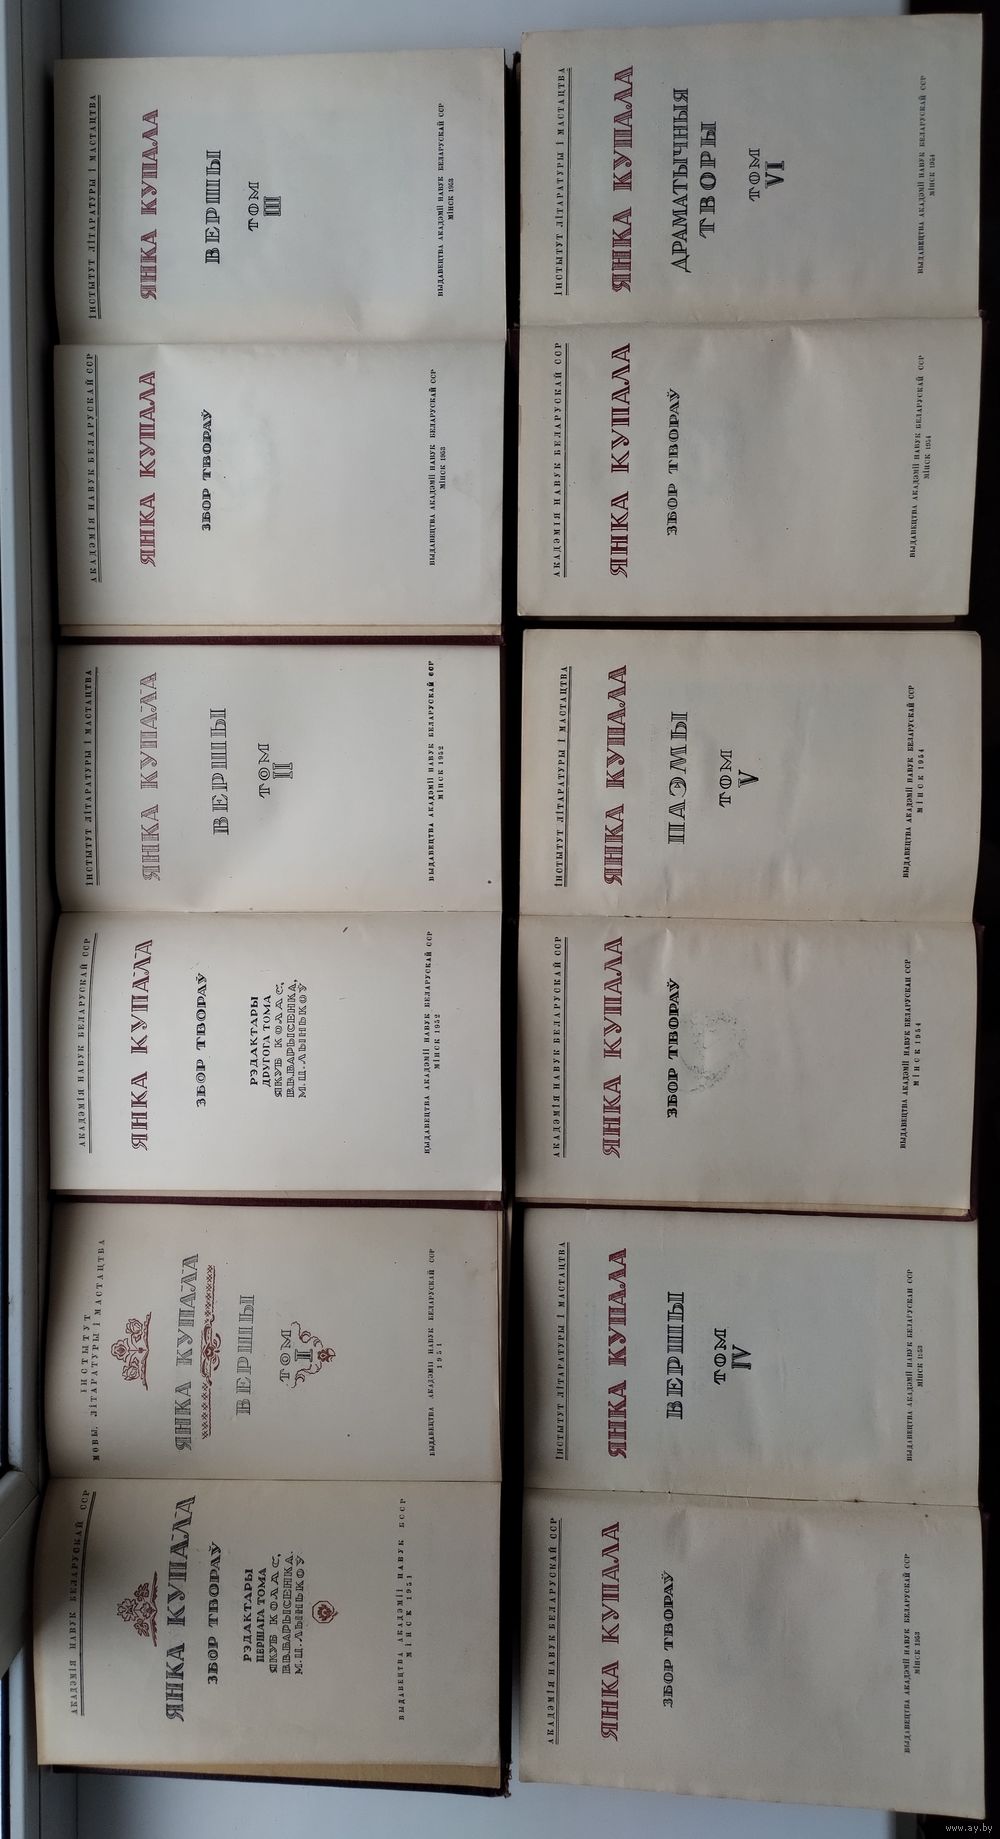 АКАДЭМІЯ НАВУК БЕЛАРУСКАЙ ССР
ЯНКА КУПАЛА
ЗБОР ТВОРАЎ
РЭДАКТАРЫ
ПЕРШАГА ТОМА
ЯКУБ КОЛАС,
В.В.БАРЫСЕНКА.
М.Ц.ЛЫНЬКОЎ
ВЫДАВЕЦТВА АКАДЭМІІ НАВУК БССР
МІНСК 1951
ІНСТЫТУТ
МОВЫ, ЛІТАРАТУРЫ І МАСТАЦТВА
ЯНКА КУПАЛА
ВЕРШЫ
ТОМ
I
ВЫДАВЕЦТВА АКАДЭМІІ НАВУК БЕЛАРУСКАЙ ССР
1951
АКАДЭМІЯ НАВУК БЕЛАРУСКАЙ ССР
ЯНКА КУПАЛА
ЗБОР ТВОРАЎ
РЭДАКТАРЫ
ДРУГОГА ТОМА
ЯКУБ КОЛАС,
В.В.БАРЫСЕНКА,
М.Ц.ЛЫНЬКОЎ
ВЫДАВЕЦТВА АКАДЭМІІ НАВУК БЕЛАРУСКАЙ ССР
МІНСК 1952
ІНСТЫТУТ ЛІТАРАТУРЫ І МАСТАЦТВА
ЯНКА КУПАЛА
ВЕРШЫ
ТОМ
II
ВЫДАВЕЦТВА АКАДЭМІІ НАВУК БЕЛАРУСКАЙ ССР
МІНСК 1952
АКАДЭМІЯ НАВУК БЕЛАРУСКАЙ ССР
ЯНКА КУПАЛА
ЗБОР ТВОРАЎ
ВЫДАВЕЦТВА АКАДЭМІІ НАВУК БЕЛАРУСКАЙ ССР
МІНСК 1953
ІНСТЫТУТ ЛІТАРАТУРЫ І МАСТАЦТВА
ЯНКА КУПАЛА
ВЕРШЫ
ТОМ
III
ВЫДАВЕЦТВА АКАДЭМІІ НАВУК БЕЛАРУСКАЙ ССР
МІНСК 1953
АКАДЭМІЯ НАВУК БЕЛАРУСКАЙ ССР
ЯНКА КУПАЛА
ЗБОР ТВОРАЎ
ВЫДАВЕЦТВА АКАДЭМІІ НАВУК БЕЛАРУСКАЙ ССР
МІНСК 1953
ІНСТЫТУТ ЛІТАРАТУРЫ І МАСТАЦТВА
ЯНКА КУПАЛА
ВЕРШЫ
ТОМ
IV
ВЫДАВЕЦТВА АКАДЭМІІ НАВУК БЕЛАРУСКАЙ ССР
МІНСК 1953
АКАДЭМІЯ НАВУК БЕЛАРУСКАЙ ССР
ЯНКА КУПАЛА
ЗБОР ТВОРАЎ
ВЫДАВЕЦТВА АКАДЭМІІ НАВУК БЕЛАРУСКАЙ ССР
МІНСК 1954
ІНСТЫТУТ ЛІТАРАТУРЫ І МАСТАЦТВА
ЯНКА КУПАЛА
ПАЭМЫ
ТОМ
V
ВЫДАВЕЦТВА АКАДЭМІІ НАВУК БЕЛАРУСКАЙ ССР
МІНСК 1954
АКАДЭМІЯ НАВУК БЕЛАРУСКАЙ ССР
ЯНКА КУПАЛА
ЗБОР ТВОРАЎ
ВЫДАВЕЦТВА АКАДЭМІІ НАВУК БЕЛАРУСКАЙ ССР
МІНСК 1954
ІНСТЫТУТ ЛІТАРАТУРЫ І МАСТАЦТВА
ЯНКА КУПАЛА
ДРАМАТЫЧНЫЯ
ТВОРЫ
ТОМ
VI
ВЫДАВЕЦТВА АКАДЭМІІ НАВУК БЕЛАРУСКАЙ ССР
МІНСК 1954
www.ay.by